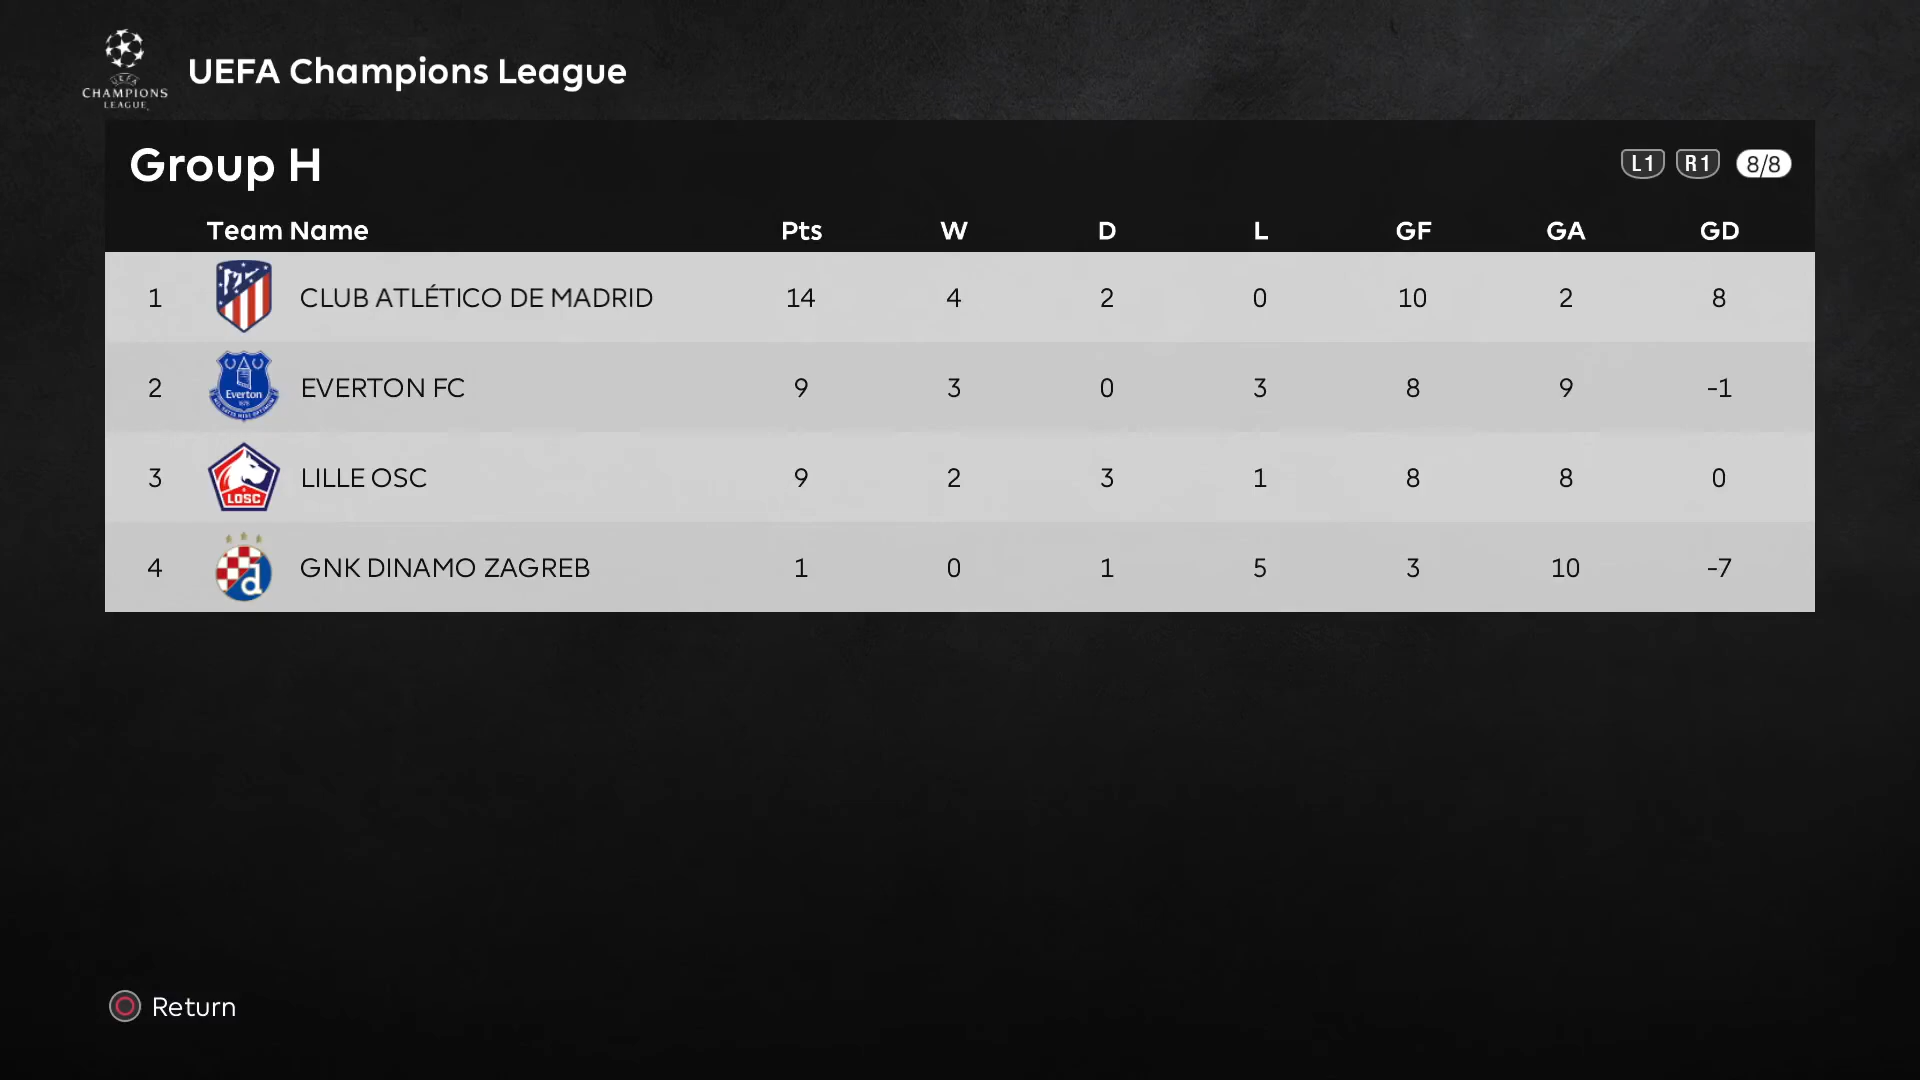 UEFA
CHAMPIONS
LEAGUE
UEFA Champions League
Group H
L1 R1 8/8
Team Name Pts W D L GF GA GD
1 CLUB ATLÉTICO DE MADRID 14 4 2 0 10 2 8
2 Everton EVERTON FC 9 3 0 3 8 9 -1
3 LOSC LILLE OSC 9 2 3 1 8 8 0
4 d GNK DINAMO ZAGREB 1 0 1 5 3 10 -7
Return